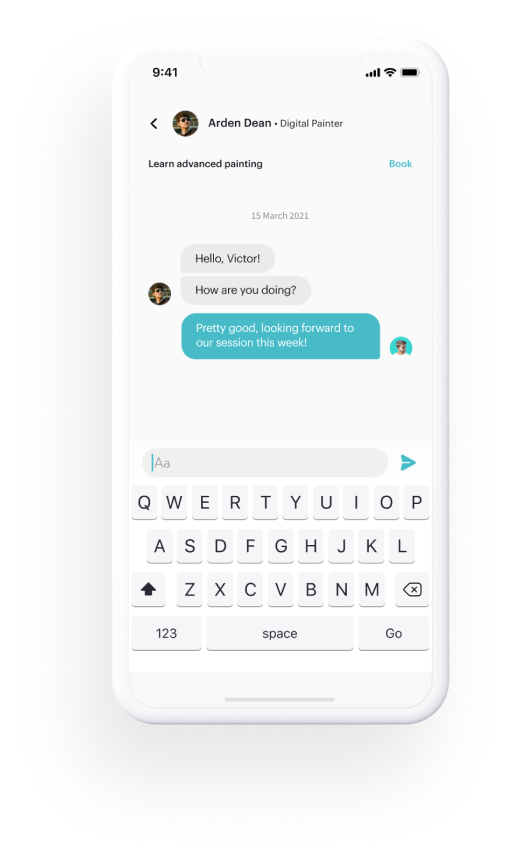 9:41
Arden Dean • Digital Painter
Learn advanced painting
Book
15 March 2021
Hello, Victor!
How are you doing?
Pretty good, looking forward to
our session this week!
Aa
Q W E R T Y U I O P
A S D F G H J K L
Z X C V B N M
123 space Go